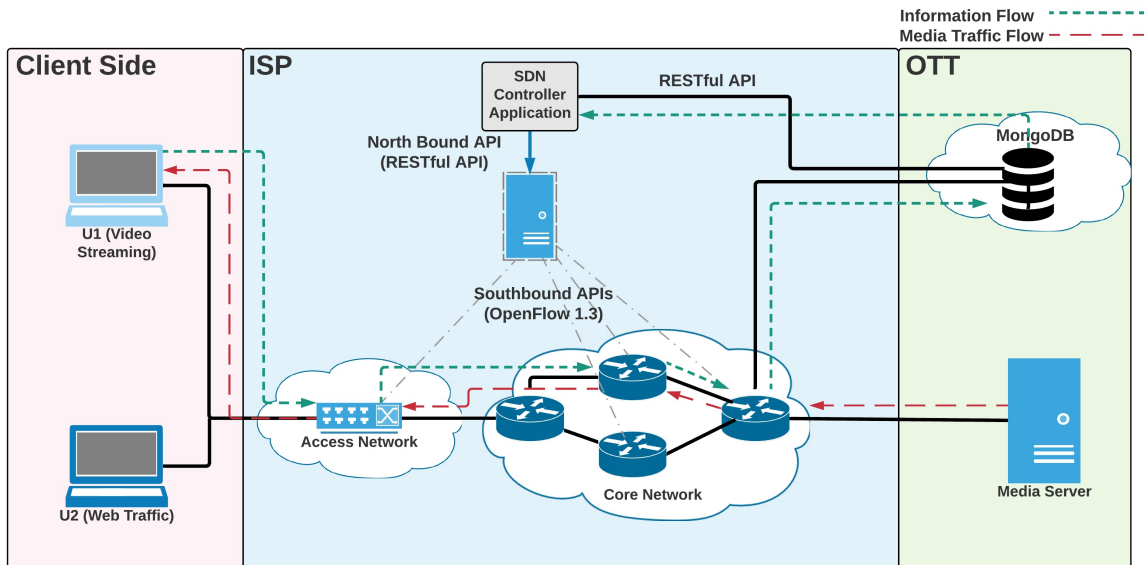 Information Flow
Media Traffic Flow
Client Side
ISP
OTT
SDN
Controller
Application
RESTful API
North Bound API
(RESTful API)
MongoDB
U1 (Video
Streaming)
Southbound APIs
(OpenFlow 1.3)
Access Network
Core Network
Media Server
U2 (Web Traffic)